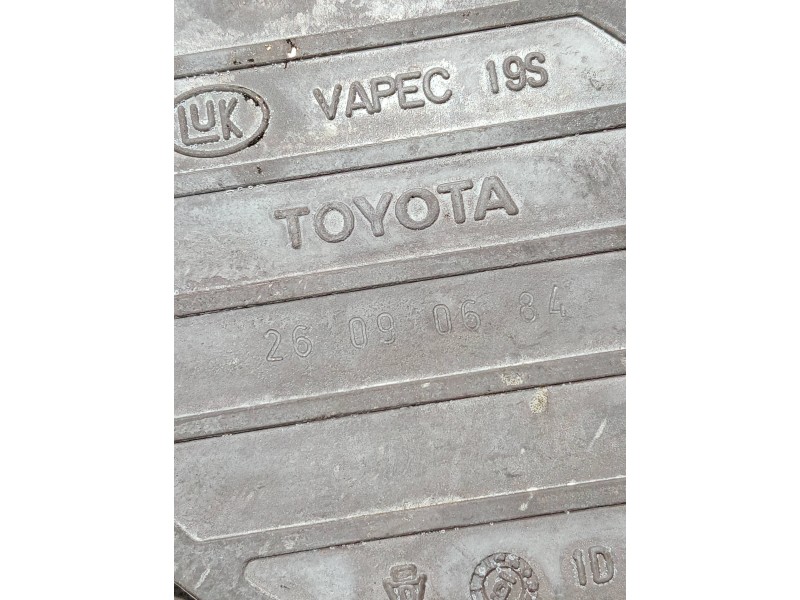 LUK VAPEC 19S
TOYOTA
26 09 06 84
1D